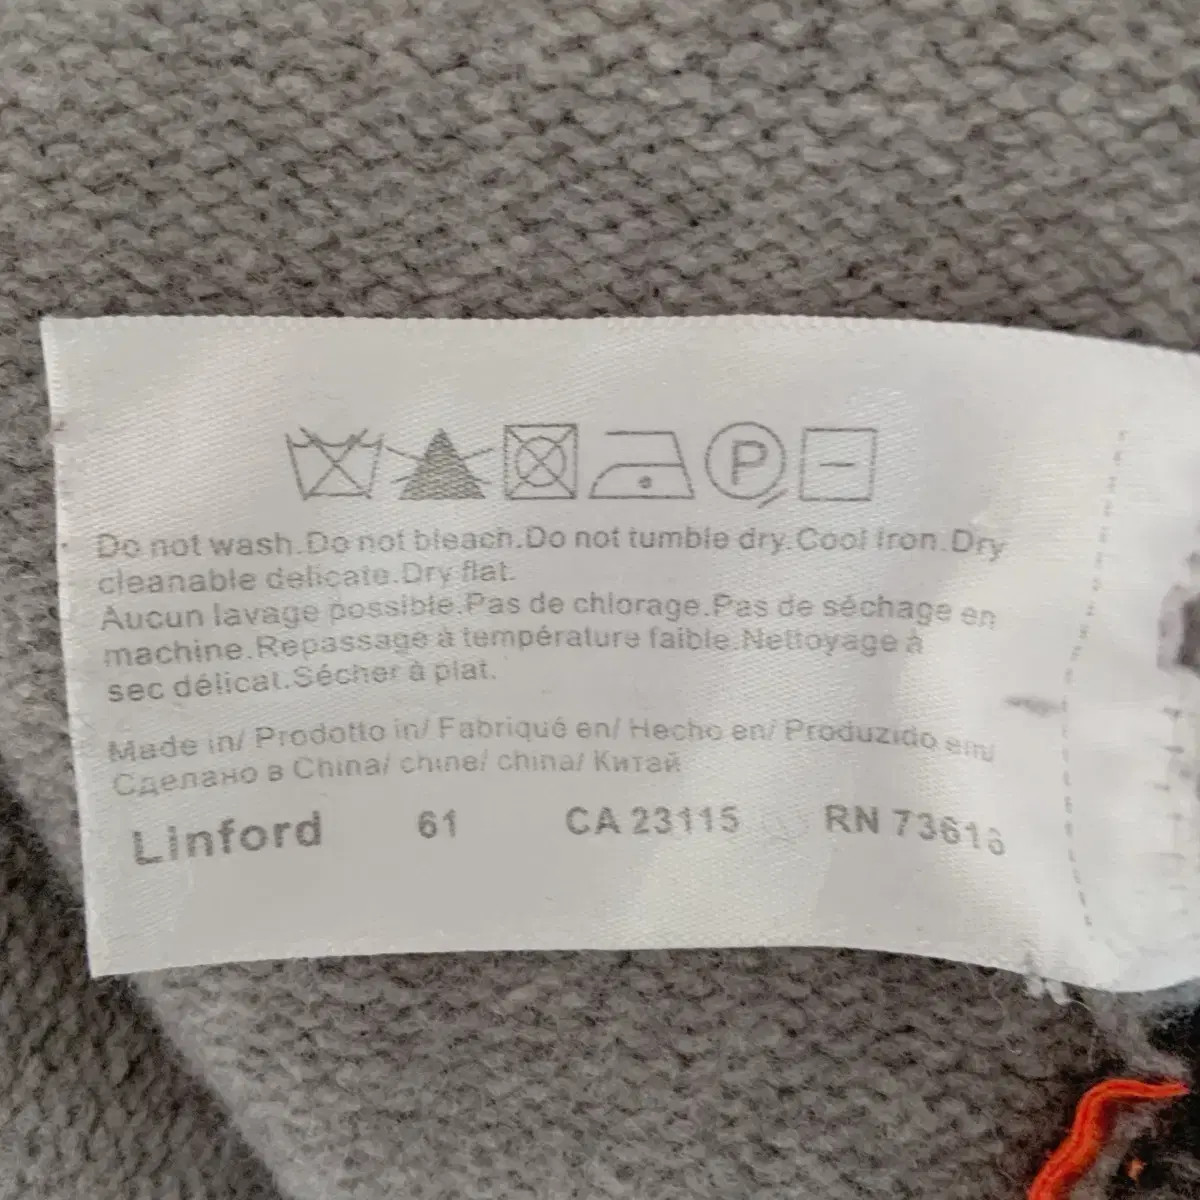 P
Do not wash.Do not bleach.Do not tumble dry.Cool Iron.Dry
cleanable delicate.Dry flat.
Aucun lavage possible.Pas de chlorage.Pas de séchage en
machine.Repassage à température faible.Nettoyage à
sec délicat.Sécher à plat.
Made in/ Prodotto in/ Fabriqué en/ Hecho en/ Produzido em/
Сделано в China/ chine/ china/ Китай
Linford 61 CA 23115 RN 73616